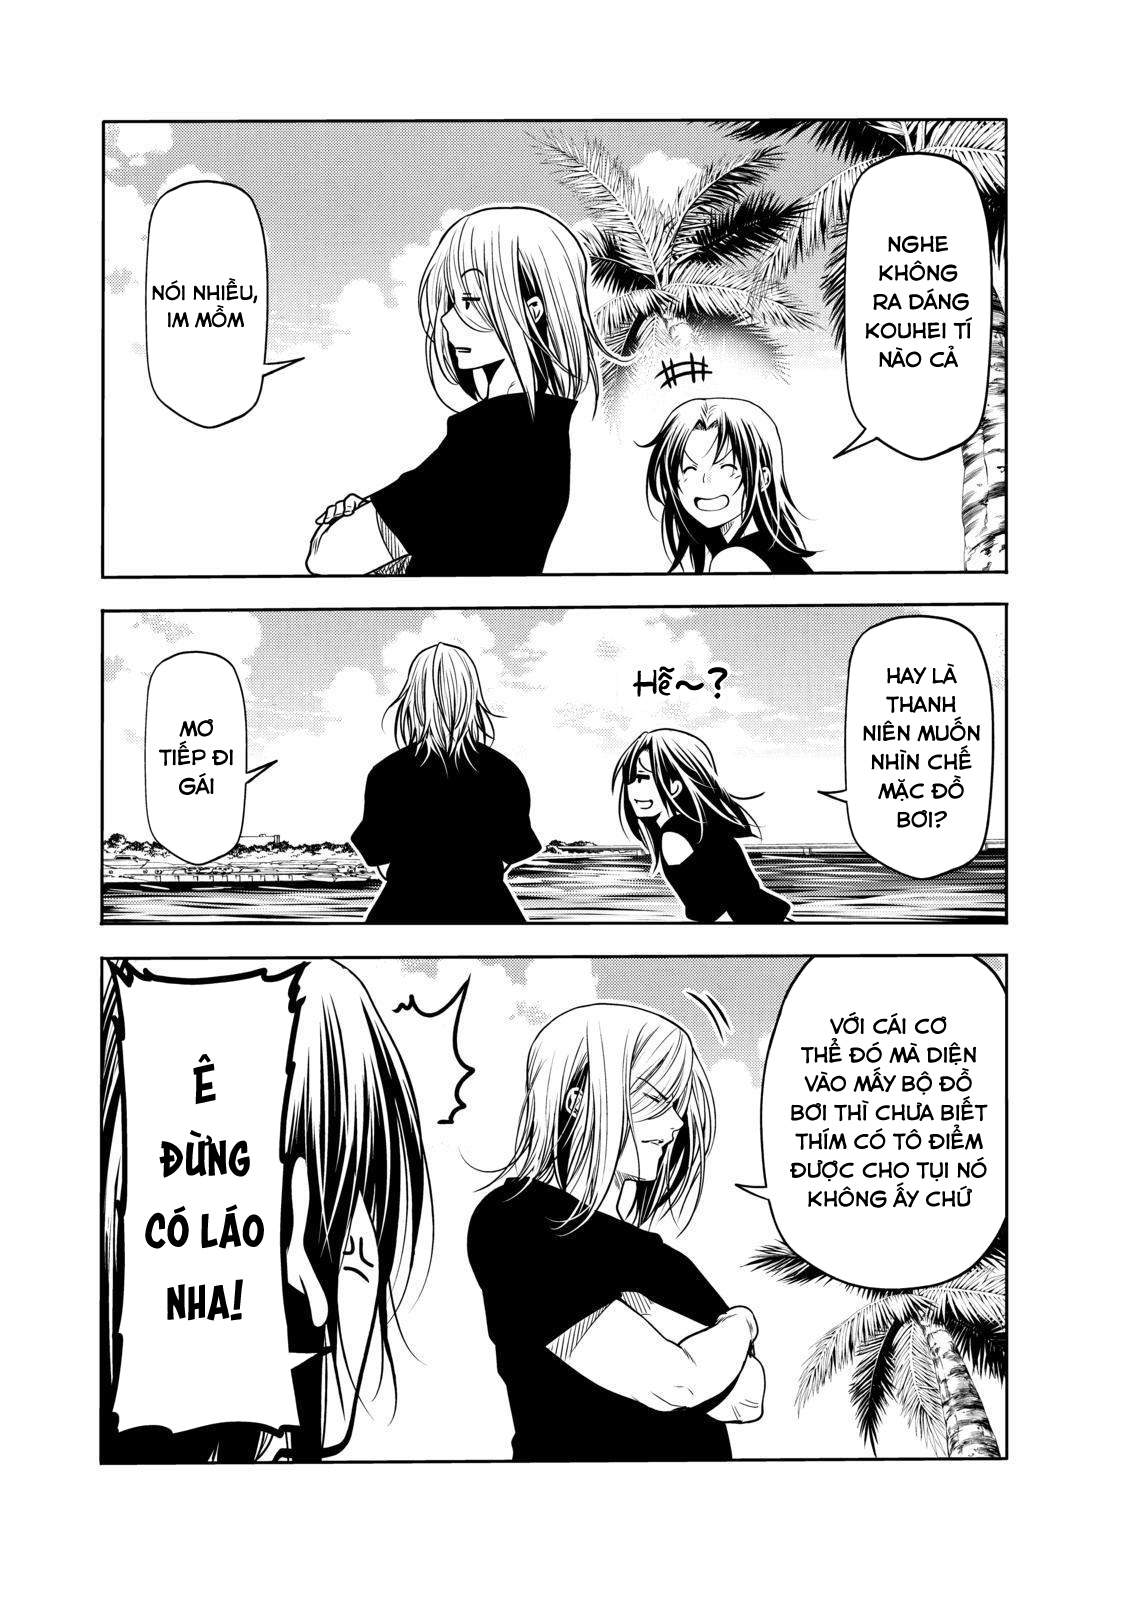 NGHE
KHÔNG
RA DÁNG
KOUHEI TÍ
NÀO CẢ
NÓI NHIỀU,
IM MỒM
HAY LÀ
THANH
NIÊN MUỐN
NHÌN CHẾ
MẶC ĐỒ
BƠI?
Hễ~?
MƠ
TIẾP ĐI
GÁI
VỚI CÁI CƠ
THỂ ĐÓ MÀ DIỆN
VÀO MẤY BỘ ĐỒ
BƠI THÌ CHƯA BIẾT
THÍM CÓ TÔ ĐIỂM
ĐƯỢC CHO TỤI NÓ
KHÔNG ẤY CHỨ
Ê
ĐỪNG
CÓ LÁO
NHA!